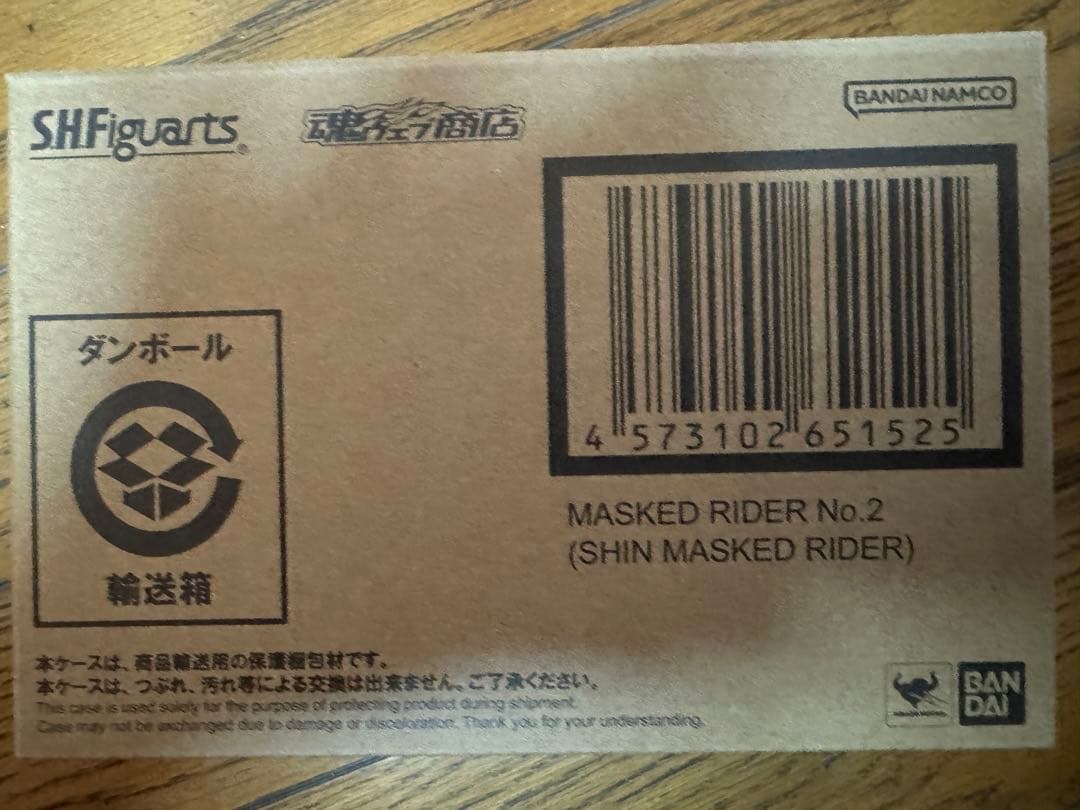 S.H.Figuarts
魂ウェブ商店
BANDAI NAMCO
ダンボール
輸送箱
4 573102 651525
MASKED RIDER No.2
(SHIN MASKED RIDER)
本ケースは、商品輸送用の保護梱包材です。
本ケースは、つぶれ、汚れ等による交換は出来ません。ご了承ください。
This case is used solely for the purpose of protecting product during shipment.
Case may not be exchanged due to damage or discoloration. Thank you for your understanding.
BAN
DAI